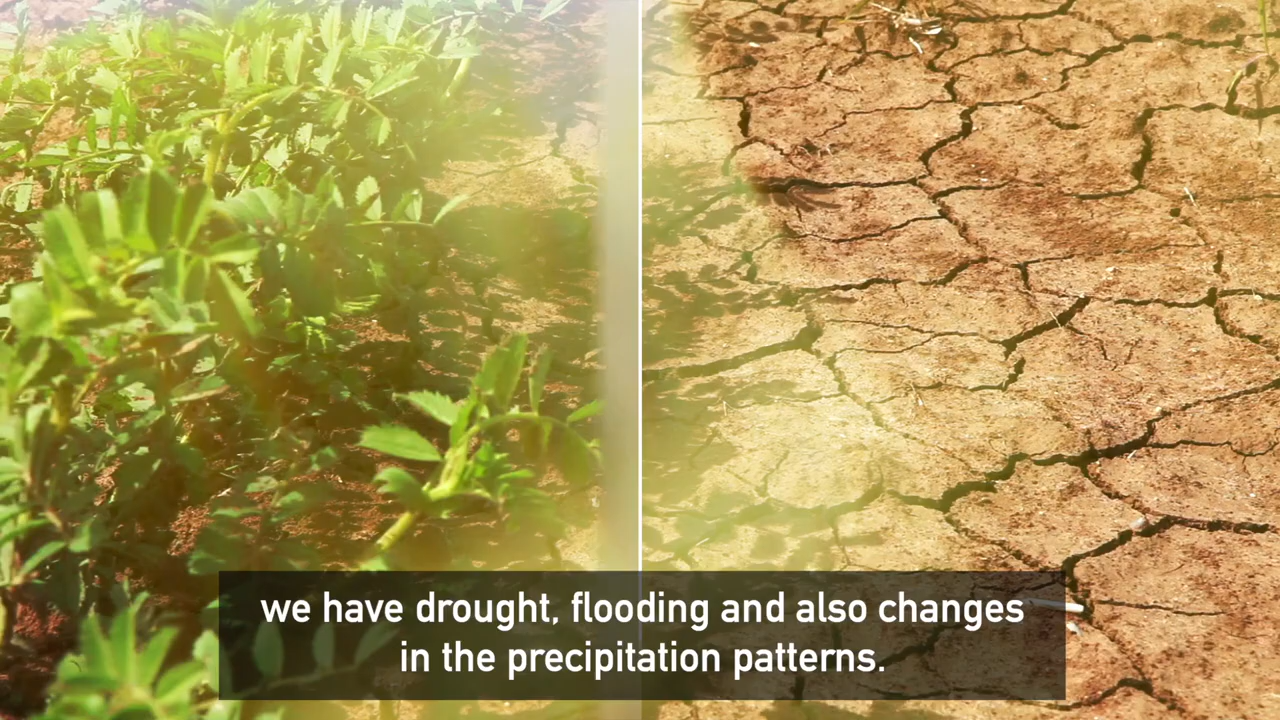 we have drought, flooding and also changes
in the precipitation patterns.